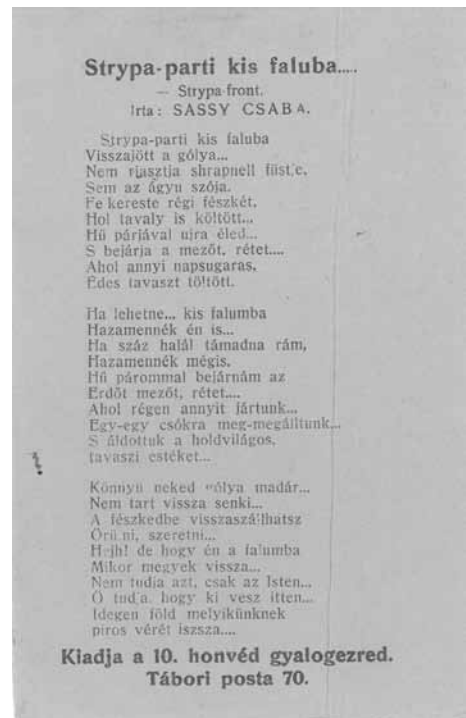 Strypa-parti kis faluba.....
— Strypa-front.
Irta: SASSY CSABA.
Strypa-parti kis faluba
Visszajött a gólya...
Nem riasztja shrapnell füstje,
Sem az ágyu szója.
Felkereste régi fészkét,
Hol tavaly is költött...
Hű párjával ujra éled...
S bejárja a mezőt, rétet....
Ahol annyi napsugaras,
Édes tavaszt töltött.
Ha lehetne... kis falumba
Hazamennék én is...
Ha száz halál támadna rám,
Hazamennék mégis.
Hű párommal bejárnám az
Erdőt mezőt, rétet....
Ahol régen annyit jártunk...
Egy-egy csókra meg-megálltunk...
S áldottuk a holdvilágos,
tavaszi estéket...
Könnyü neked gólya madár...
Nem tart vissza senki...
A fészkedbe visszaszállhatsz
Örülni, szeretni...
Hejh! de hogy én a falumba
Mikor megyek vissza...
Nem tudja azt, csak az Isten...
Ő tudja, hogy ki vesz itten...
Idegen föld melyikünknek
piros vérét iszsza....
Kiadja a 10. honvéd gyalogezred.
Tábori posta 70.